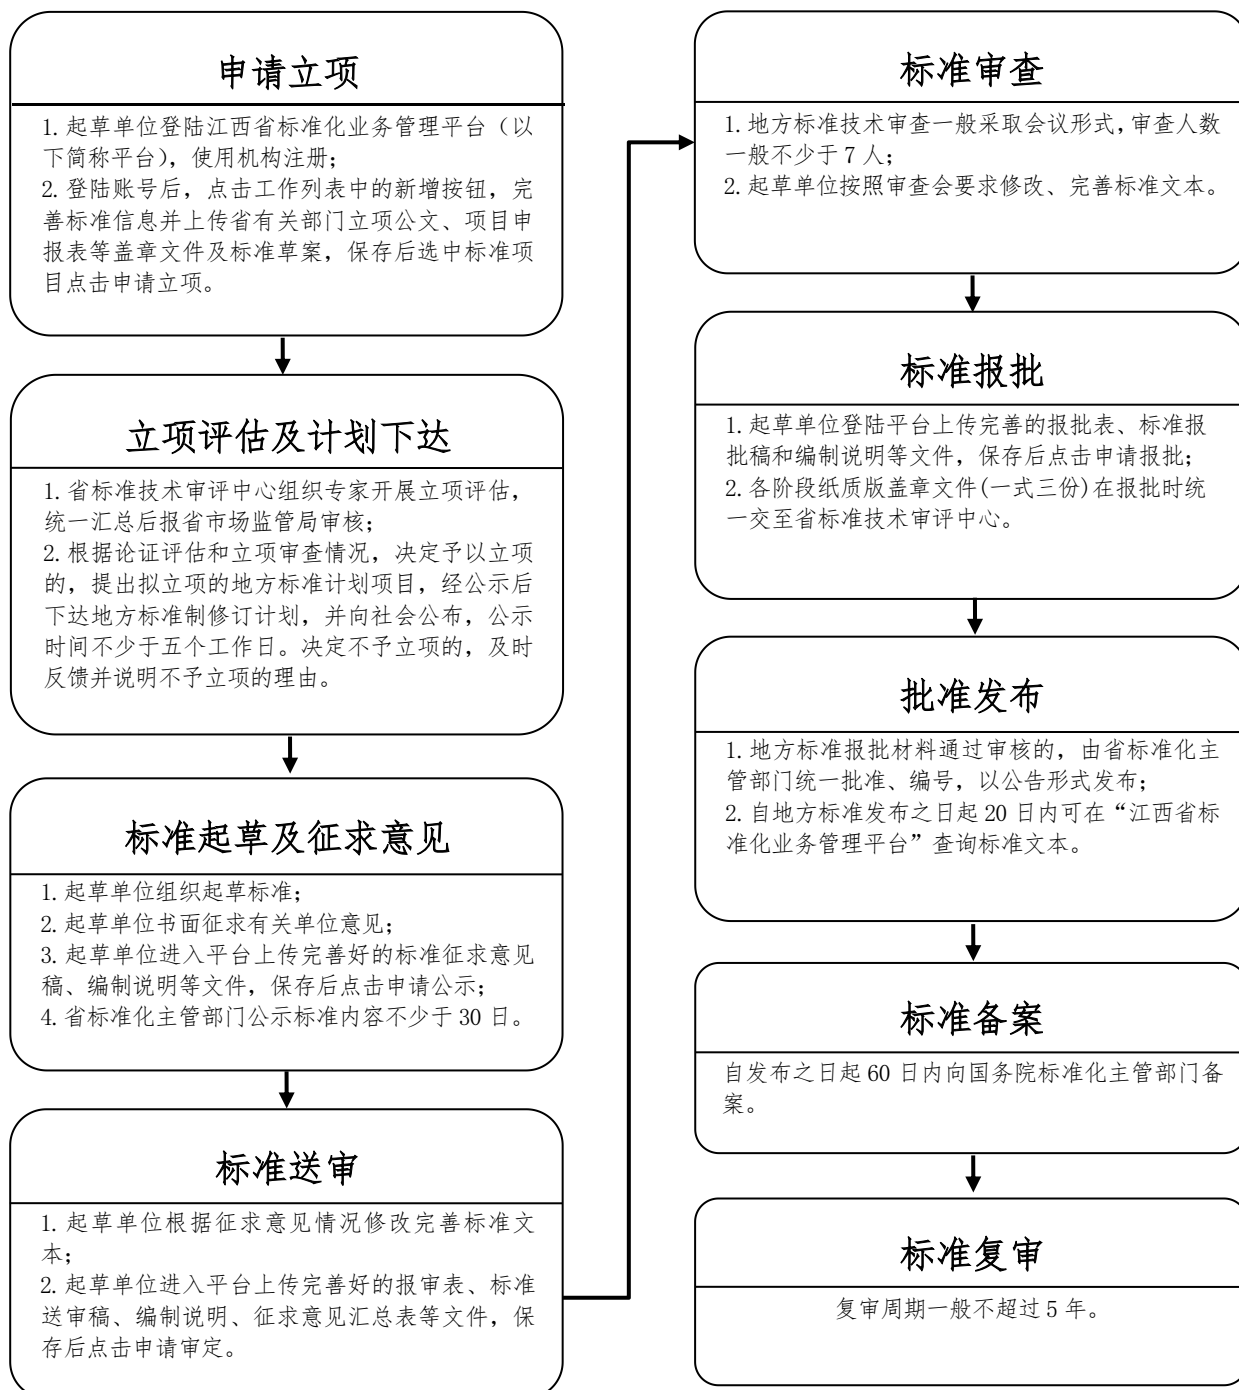 申请立项
1. 起草单位登陆江西省标准化业务管理平台（以
下简称平台），使用机构注册；
2. 登陆账号后，点击工作列表中的新增按钮，完
善标准信息并上传省有关部门立项公文、项目申
报表等盖章文件及标准草案，保存后选中标准项
目点击申请立项。
立项评估及计划下达
1. 省标准技术审评中心组织专家开展立项评估，
统一汇总后报省市场监管局审核；
2. 根据论证评估和立项审查情况，决定予以立项
的，提出拟立项的地方标准计划项目，经公示后
下达地方标准制修订计划，并向社会公布，公示
时间不少于五个工作日。决定不予立项的，及时
反馈并说明不予立项的理由。
标准起草及征求意见
1. 起草单位组织起草标准；
2. 起草单位书面征求有关单位意见；
3. 起草单位进入平台上传完善好的标准征求意见
稿、编制说明等文件，保存后点击申请公示；
4. 省标准化主管部门公示标准内容不少于 30 日。
标准送审
1. 起草单位根据征求意见情况修改完善标准文
本；
2. 起草单位进入平台上传完善好的报审表、标准
送审稿、编制说明、征求意见汇总表等文件，保
存后点击申请审定。
标准审查
1. 地方标准技术审查一般采取会议形式，审查人数
一般不少于 7 人；
2. 起草单位按照审查会要求修改、完善标准文本。
标准报批
1. 起草单位登陆平台上传完善的报批表、标准报
批稿和编制说明等文件，保存后点击申请报批；
2. 各阶段纸质版盖章文件(一式三份)在报批时统
一交至省标准技术审评中心。
批准发布
1. 地方标准报批材料通过审核的，由省标准化主
管部门统一批准、编号，以公告形式发布；
2. 自地方标准发布之日起 20 日内可在“江西省标
准化业务管理平台”查询标准文本。
标准备案
自发布之日起 60 日内向国务院标准化主管部门备
案。
标准复审
复审周期一般不超过 5 年。